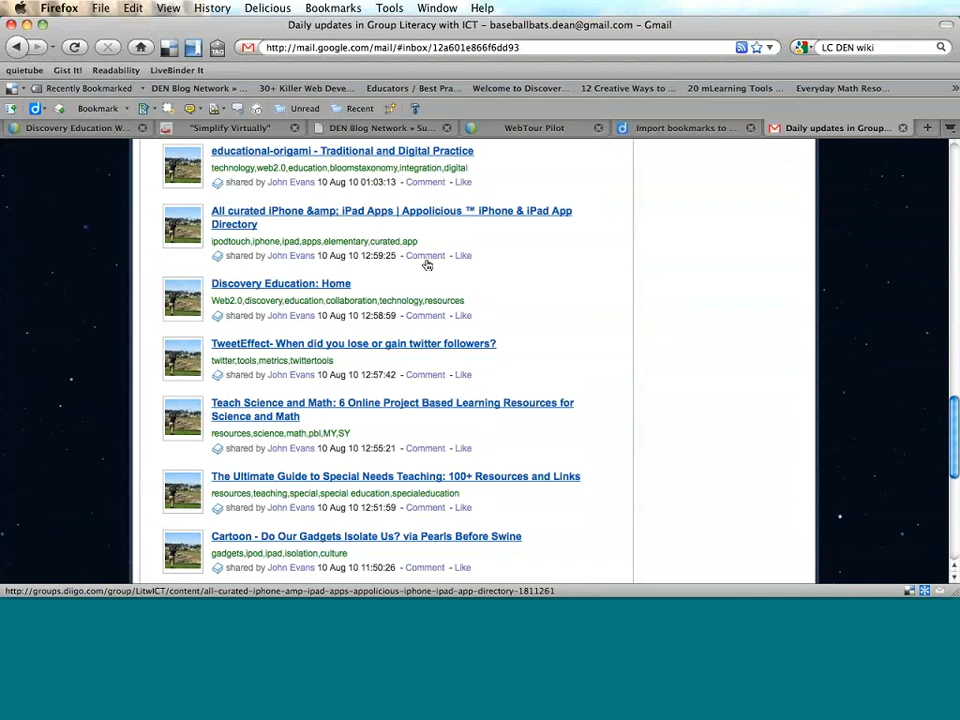 Firefox File Edit View History Delicious Bookmarks Tools Window Help
Daily updates in Group Literacy with ICT - baseballbats.dean@gmail.com - Gmail
http://mail.google.com/mail/#inbox/12a601e866f6dd93 LC DEN wiki
quietube Gist It! Readability LiveBinder It
Recently Bookmarked DEN Blog Network » 30+ Killer Web Deve... Educators / Best Pra... Welcome to Discover... 12 Creative Ways to ... 20 mLearning Tools ... Everyday Math Reso... »
Bookmark Unread Recent
Discovery Education W... "Simplify Virtually" DEN Blog Network » Su... WebTour Pilot Import bookmarks to ... Daily updates in Group...
educational-origami - Traditional and Digital Practice
technology,web2.0,education,bloomstaxonomy,integration,digital
shared by John Evans 10 Aug 10 01:03:13 - Comment - Like
All curated iPhone &amp; iPad Apps | Appolicious ™ iPhone & iPad App
Directory
ipodtouch,iphone,ipad,apps,elementary,curated,app
shared by John Evans 10 Aug 10 12:59:25 - Comment - Like
Discovery Education: Home
Web2.0,discovery,education,collaboration,technology,resources
shared by John Evans 10 Aug 10 12:58:59 - Comment - Like
TweetEffect- When did you lose or gain twitter followers?
twitter,tools,metrics,twittertools
shared by John Evans 10 Aug 10 12:57:42 - Comment - Like
Teach Science and Math: 6 Online Project Based Learning Resources for
Science and Math
resources,science,math,pbl,MY,SY
shared by John Evans 10 Aug 10 12:55:21 - Comment - Like
The Ultimate Guide to Special Needs Teaching: 100+ Resources and Links
resources,teaching,special,special education,specialeducation
shared by John Evans 10 Aug 10 12:51:59 - Comment - Like
Cartoon - Do Our Gadgets Isolate Us? via Pearls Before Swine
gadgets,ipod,ipad,isolation,culture
shared by John Evans 10 Aug 10 11:50:26 - Comment - Like
http://groups.diigo.com/group/LitwICT/content/all-curated-iphone-amp-ipad-apps-appolicious-iphone-ipad-app-directory-1811261